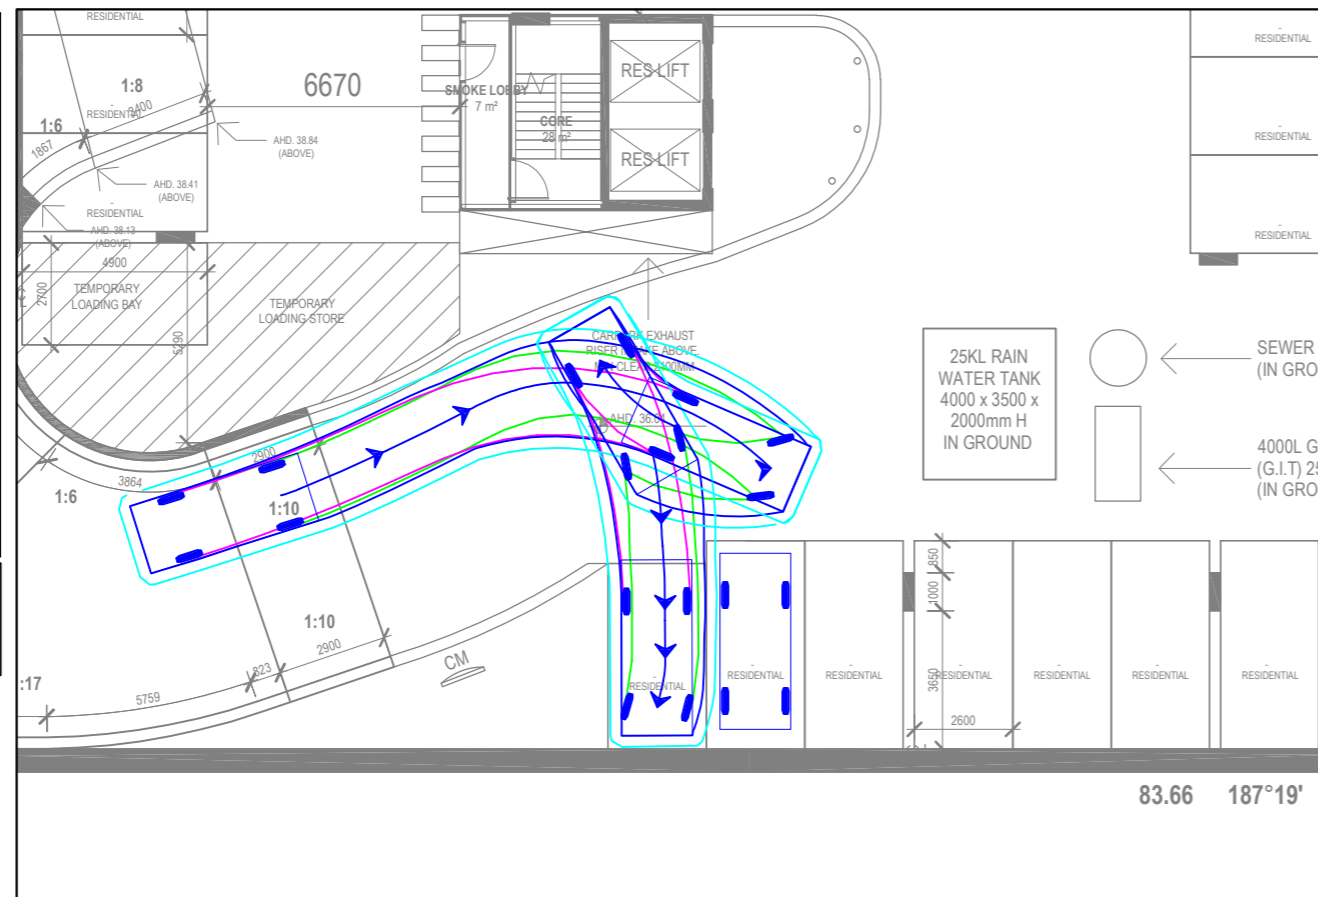 RESIDENTIAL
1:8
-
RESIDENTIAL
2400
1:6
1867
6670
AHD. 38.84
(ABOVE)
AHD. 38.41
(ABOVE)
-
RESIDENTIAL
AHD. 38.13
(ABOVE)
4900
2700
TEMPORARY
LOADING BAY
5290
TEMPORARY
LOADING STORE
SMOKE LOBBY
7 m²
CORE
28 m²
RES LIFT
RES LIFT
-
RESIDENTIAL
-
RESIDENTIAL
-
RESIDENTIAL
CARPARK EXHAUST
ABOVE
AHD.
25KL RAIN
WATER TANK
4000 x 3500 x
2000mm H
IN GROUND
SEWER
(IN GRO
4000L G
(G.I.T) 25
(IN GRO
2900
3864
1:6
1:10
1:10
2900
823
5759
:17
CM
850
1000
3650
2600
-
RESIDENTIAL
-
RESIDENTIAL
-
RESIDENTIAL
-
RESIDENTIAL
-
RESIDENTIAL
-
RESIDENTIAL
-
RESIDENTIAL
83.66 187°19'